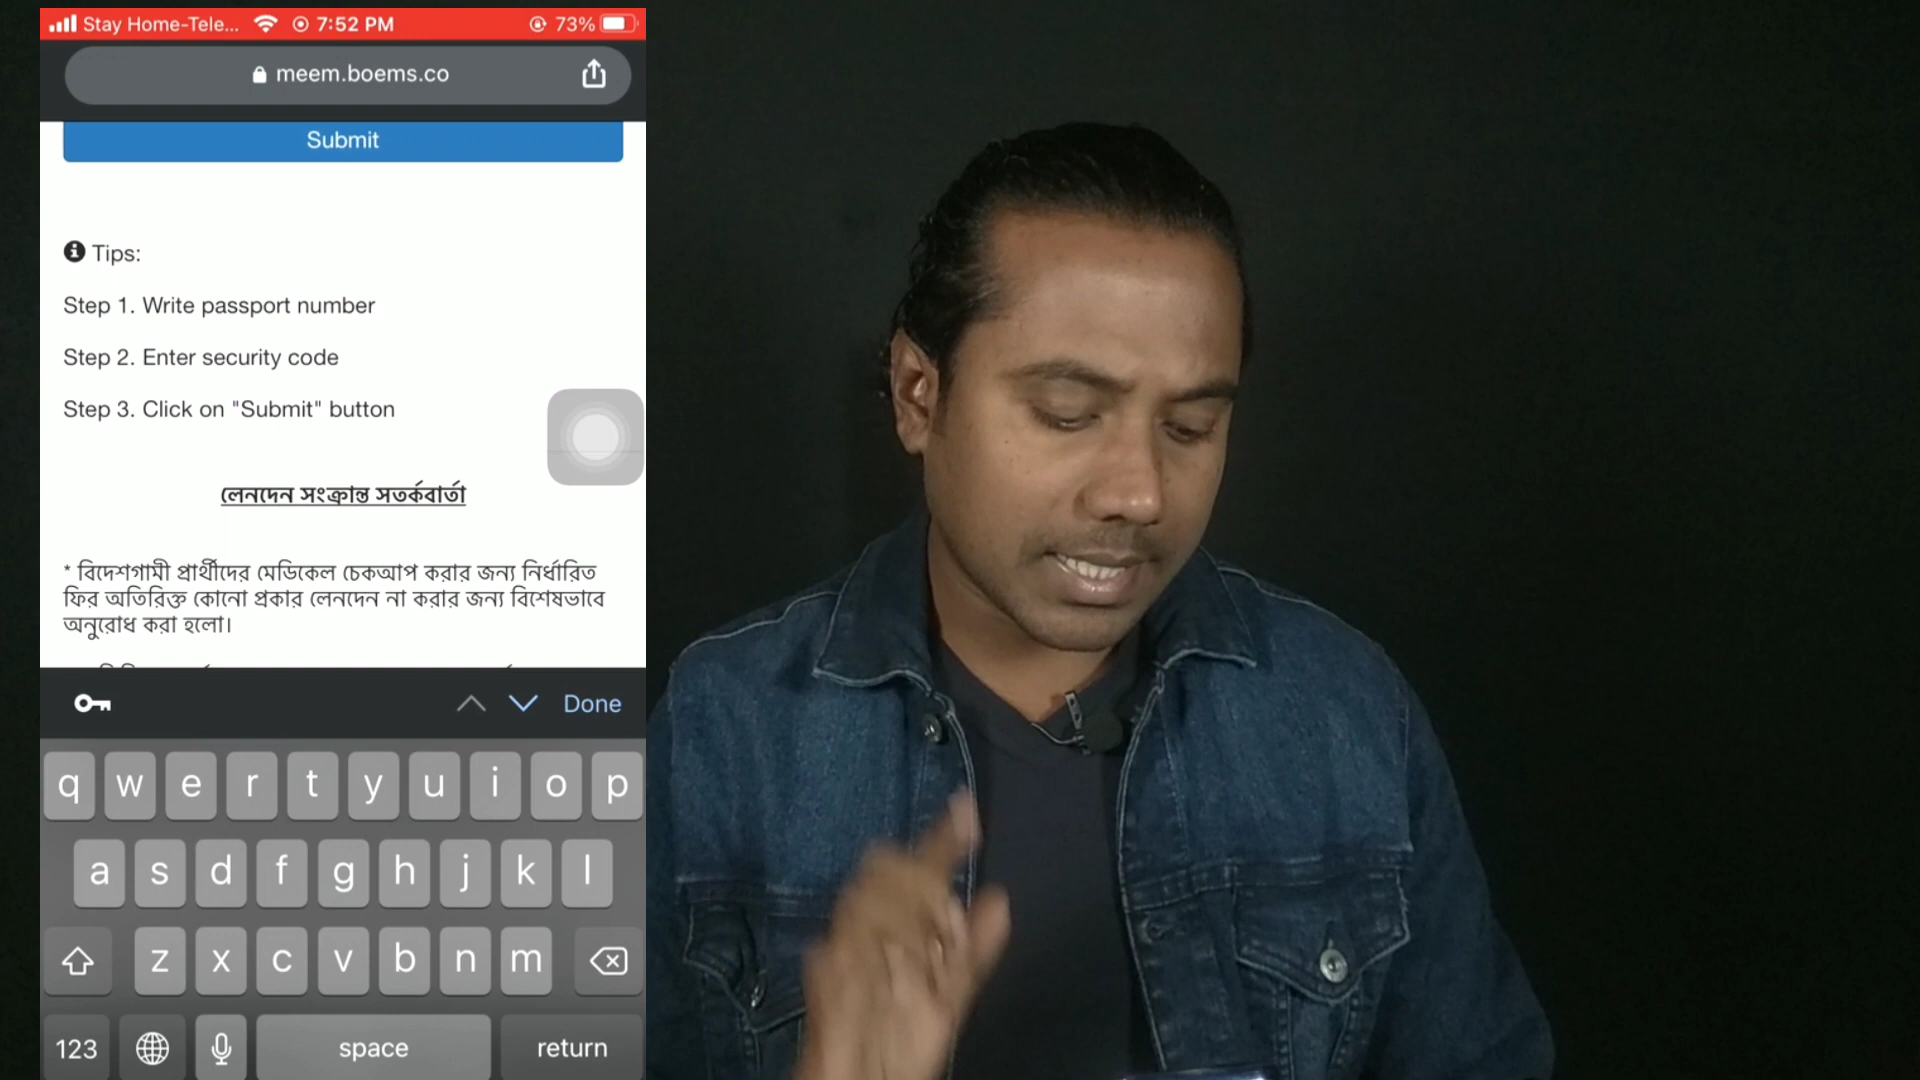 Stay Home-Tele... 7:52 PM 73%
meem.boems.co
Submit
Tips:
Step 1. Write passport number
Step 2. Enter security code
Step 3. Click on "Submit" button
লেনদেন সংক্রান্ত সতর্কবার্তা
* বিদেশগামী প্রার্থীদের মেডিকেল চেকআপ করার জন্য নির্ধারিত
ফির অতিরিক্ত কোনো প্রকার লেনদেন না করার জন্য বিশেষভাবে
অনুরোধ করা হলো।
Done
q w e r t y u i o p
a s d f g h j k l
z x c v b n m
123 space return